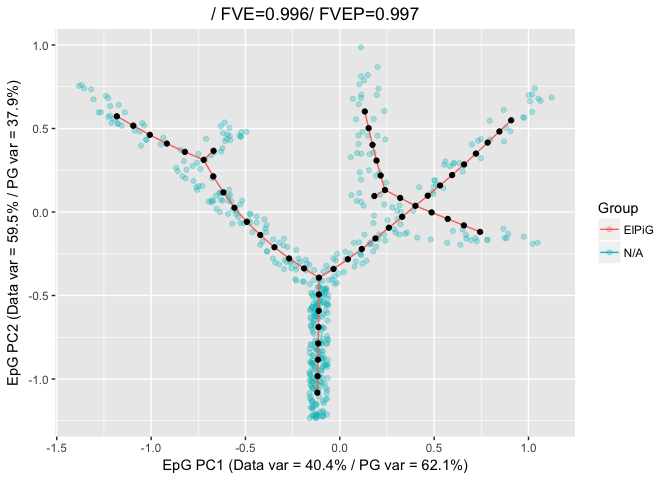 / FVE=0.996/ FVEP=0.997
1.0
0.5
0.0
-0.5
-1.0
EpG PC2 (Data var = 59.5% / PG var = 37.9%)
-1.5 -1.0 -0.5 0.0 0.5 1.0
EpG PC1 (Data var = 40.4% / PG var = 62.1%)
Group
ElPiG
N/A